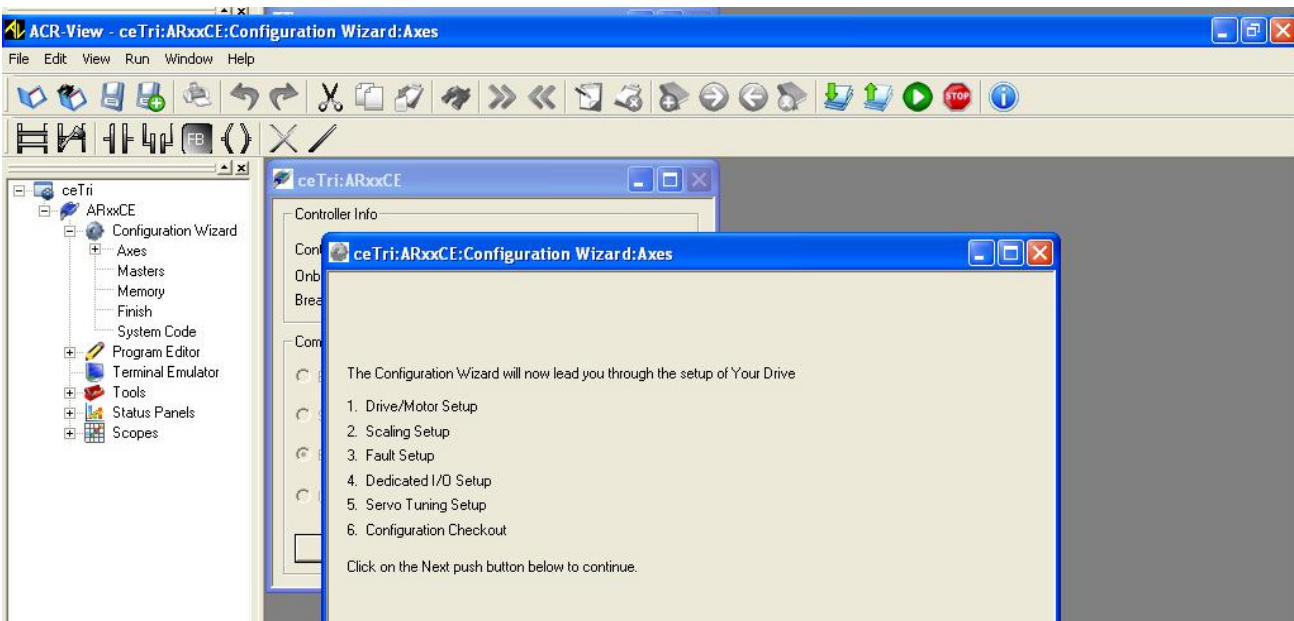 ACR-View - ceTri:ARxxCE:Configuration Wizard:Axes
File Edit View Run Window Help
STOP
FB
ceTri
ARxxCE
Configuration Wizard
Axes
Masters
Memory
Finish
System Code
Program Editor
Terminal Emulator
Tools
Status Panels
Scopes
ceTri:ARxxCE
Controller Info
ceTri:ARxxCE:Configuration Wizard:Axes
The Configuration Wizard will now lead you through the setup of Your Drive
1. Drive/Motor Setup
2. Scaling Setup
3. Fault Setup
4. Dedicated I/O Setup
5. Servo Tuning Setup
6. Configuration Checkout
Click on the Next push button below to continue.